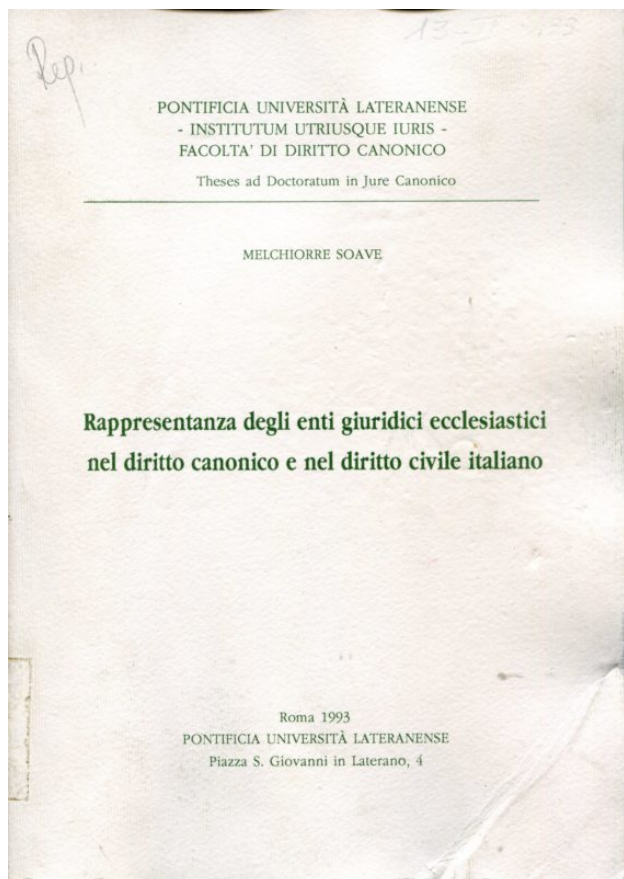 Rep.
PONTIFICIA UNIVERSITÀ LATERANENSE
- INSTITUTUM UTRIUSQUE IURIS -
FACOLTA' DI DIRITTO CANONICO
Theses ad Doctoratum in Jure Canonico
MELCHIORRE SOAVE
Rappresentanza degli enti giuridici ecclesiastici
nel diritto canonico e nel diritto civile italiano
Roma 1993
PONTIFICIA UNIVERSITÀ LATERANENSE
Piazza S. Giovanni in Laterano, 4